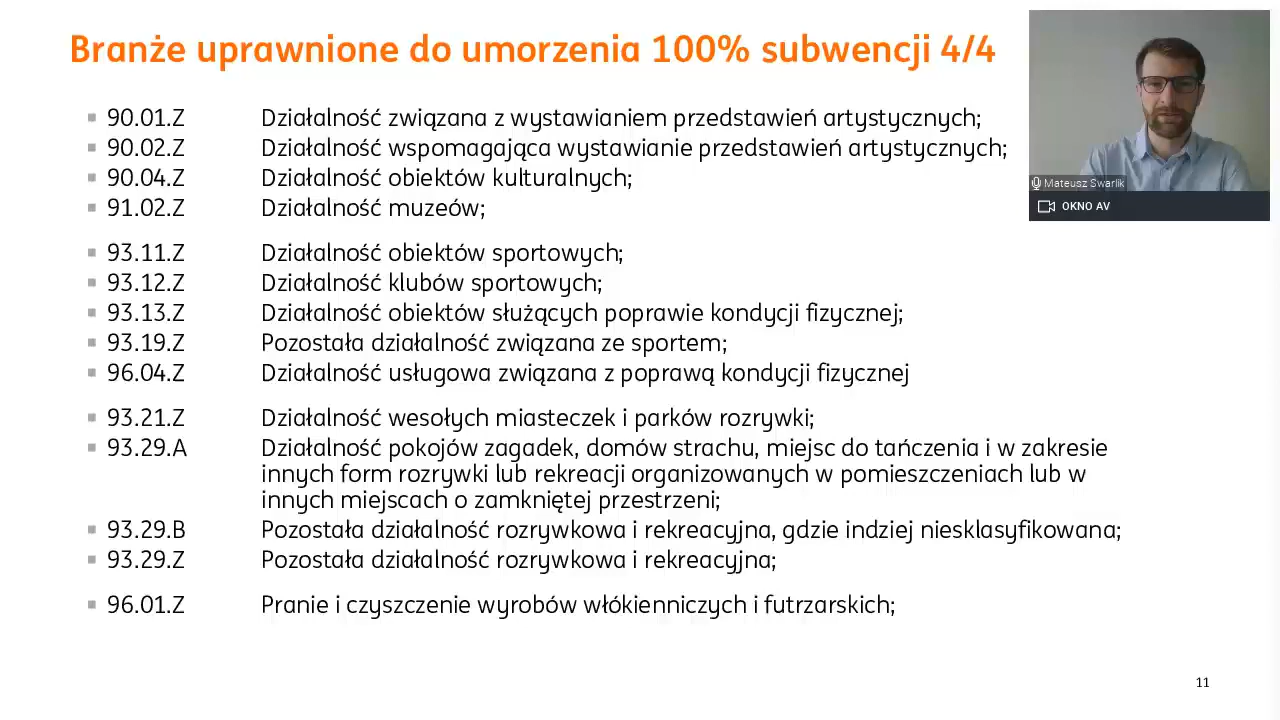 Branże uprawnione do umorzenia 100% subwencji 4/4
90.01.Z Działalność związana z wystawianiem przedstawień artystycznych;
90.02.Z Działalność wspomagająca wystawianie przedstawień artystycznych;
90.04.Z Działalność obiektów kulturalnych;
91.02.Z Działalność muzeów;
93.11.Z Działalność obiektów sportowych;
93.12.Z Działalność klubów sportowych;
93.13.Z Działalność obiektów służących poprawie kondycji fizycznej;
93.19.Z Pozostała działalność związana ze sportem;
96.04.Z Działalność usługowa związana z poprawą kondycji fizycznej
93.21.Z Działalność wesołych miasteczek i parków rozrywki;
93.29.A Działalność pokojów zagadek, domów strachu, miejsc do tańczenia i w zakresie
innych form rozrywki lub rekreacji organizowanych w pomieszczeniach lub w
innych miejscach o zamkniętej przestrzeni;
93.29.B Pozostała działalność rozrywkowa i rekreacyjna, gdzie indziej niesklasyfikowana;
93.29.Z Pozostała działalność rozrywkowa i rekreacyjna;
96.01.Z Pranie i czyszczenie wyrobów włókienniczych i futrzarskich;
Mateusz Swarlik
OKNO AV
11